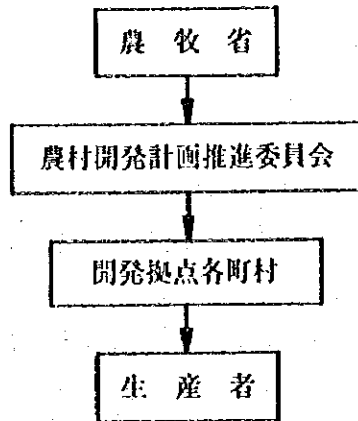 農牧省
農村開発計画推進委員会
開発拠点各町村
生産者